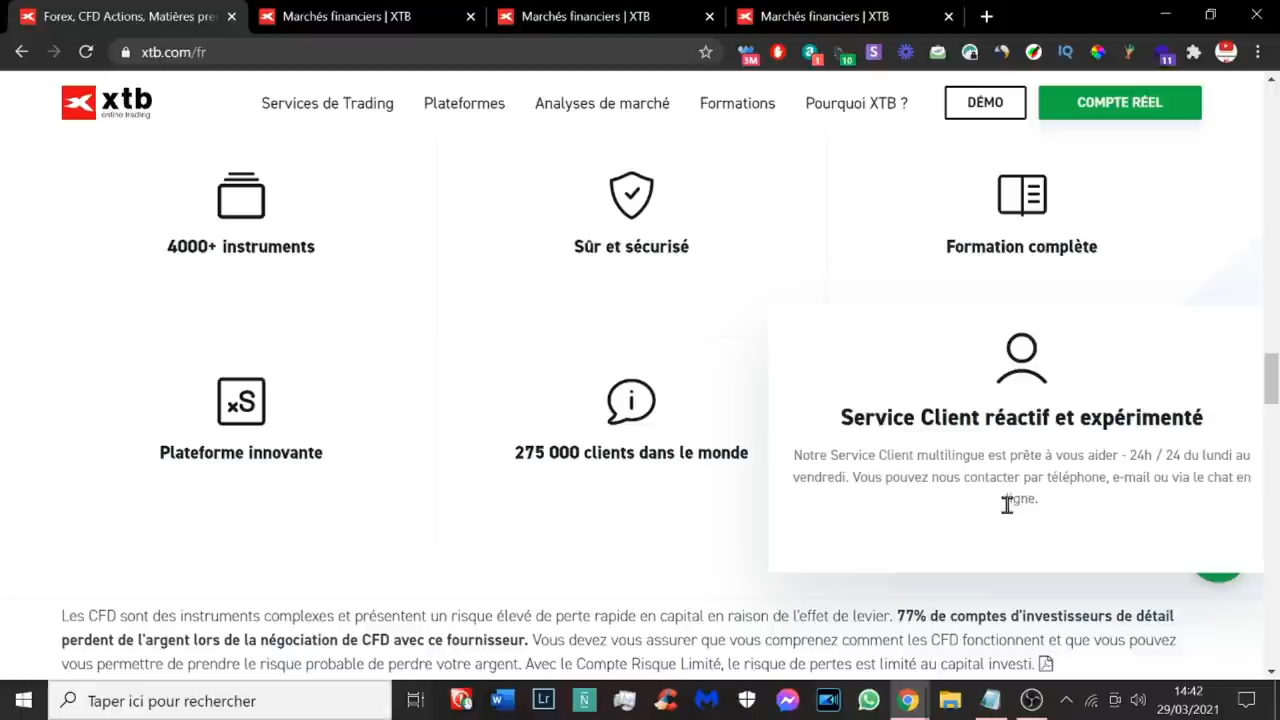 Forex, CFD Actions, Matières pre
Marchés financiers | XTB
Marchés financiers | XTB
Marchés financiers | XTB
xtb.com/fr
3M
1
10
S
IQ
11
xtb
online trading
Services de Trading
Plateformes
Analyses de marché
Formations
Pourquoi XTB ?
DÉMO
COMPTE RÉEL
4000+ instruments
Sûr et sécurisé
Formation complète
xS
Plateforme innovante
275 000 clients dans le monde
Service Client réactif et expérimenté
Notre Service Client multilingue est prête à vous aider - 24h / 24 du lundi au
vendredi. Vous pouvez nous contacter par téléphone, e-mail ou via le chat en
ligne.
Les CFD sont des instruments complexes et présentent un risque élevé de perte rapide en capital en raison de l'effet de levier. 77% de comptes d'investisseurs de détail
perdent de l'argent lors de la négociation de CFD avec ce fournisseur. Vous devez vous assurer que vous comprenez comment les CFD fonctionnent et que vous pouvez
vous permettre de prendre le risque probable de perdre votre argent. Avec le Compte Risque Limité, le risque de pertes est limité au capital investi.
Taper ici pour rechercher
Lr
14:42
29/03/2021